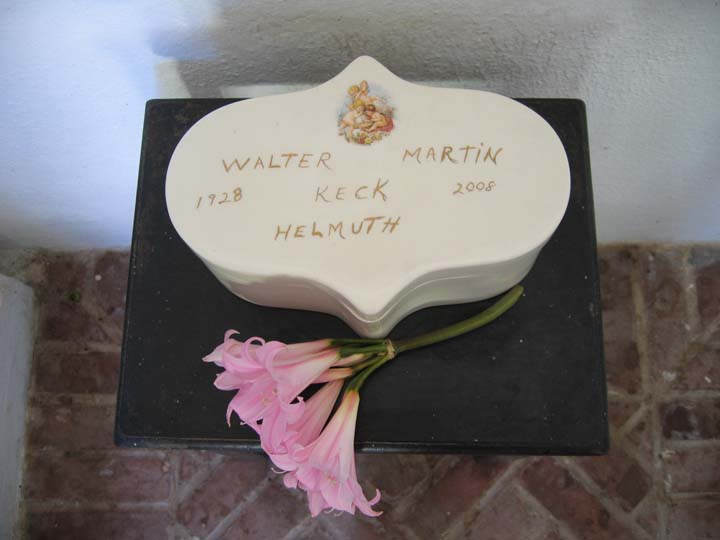 WALTER MARTIN
1928 KECK 2008
HELMUTH